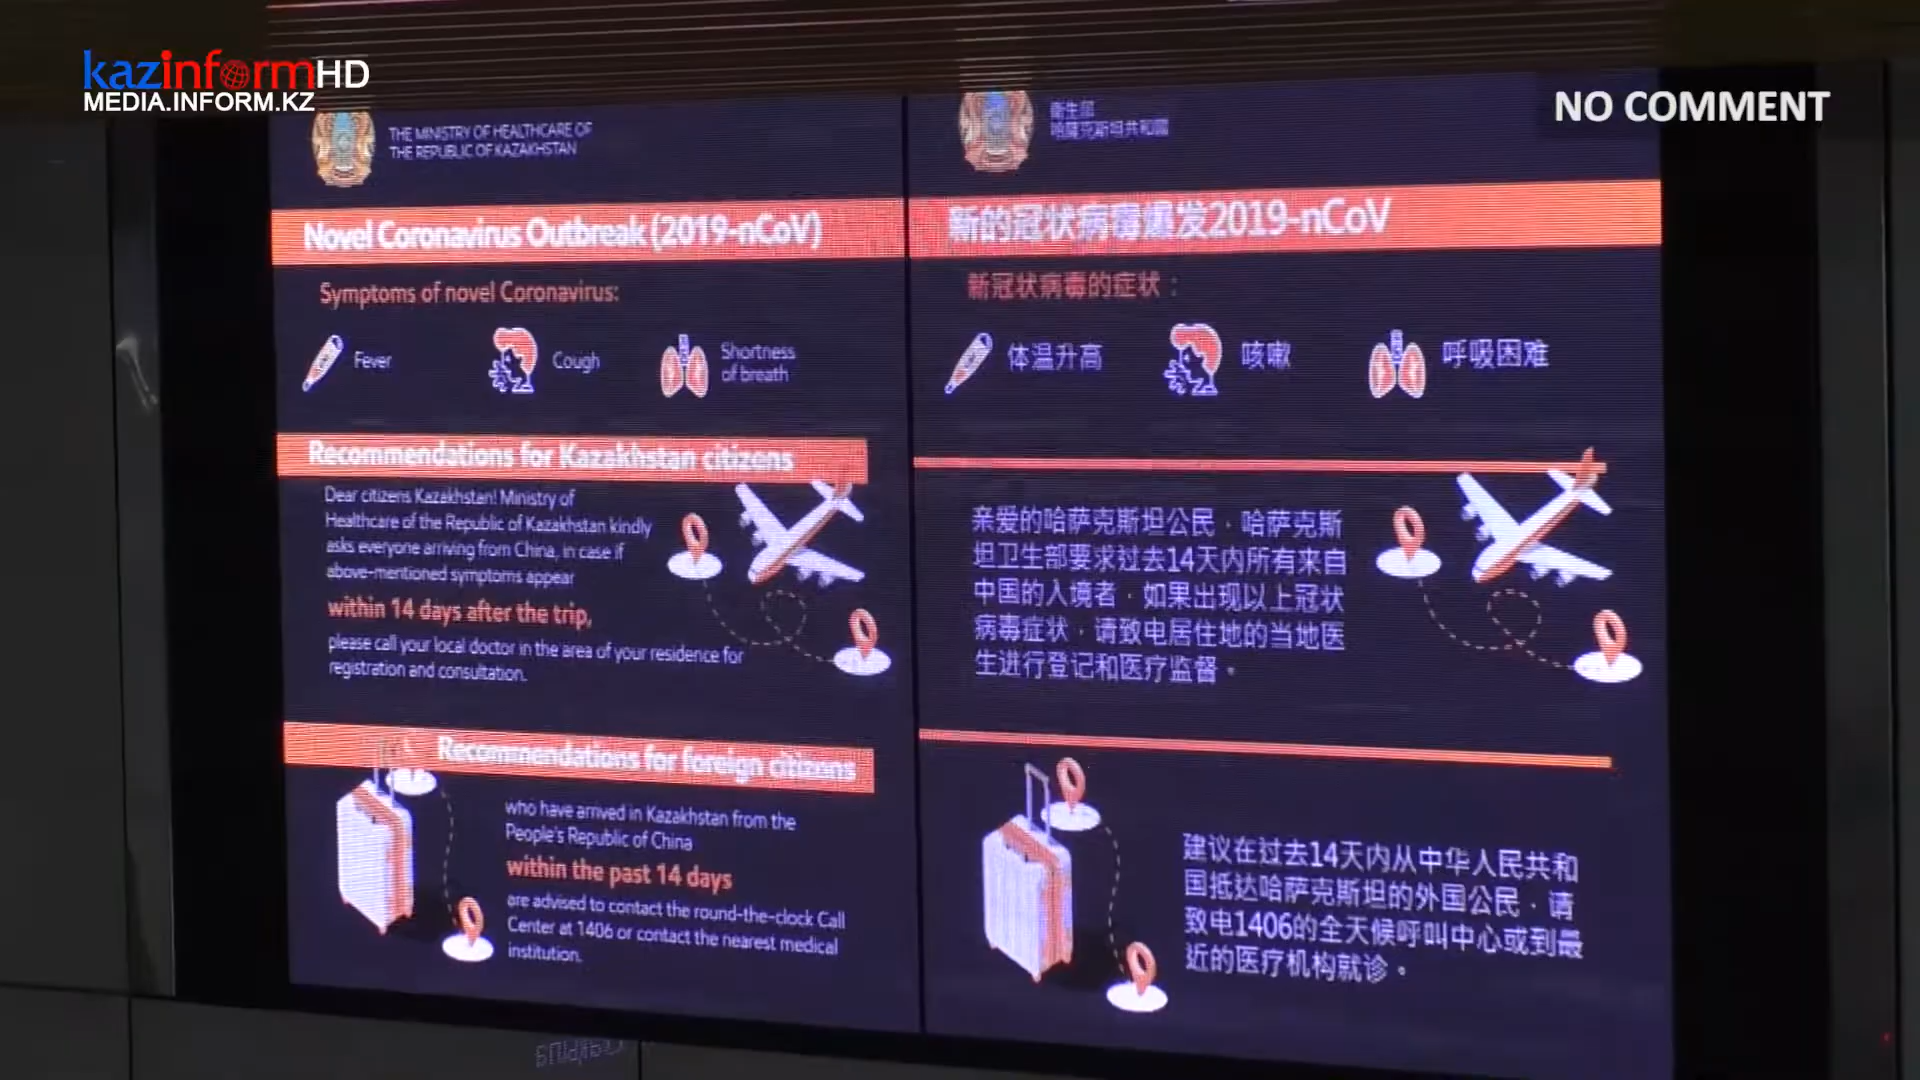 kazinformHD
MEDIA.INFORM.KZ
NO COMMENT
THE MINISTRY OF HEALTHCARE OF
THE REPUBLIC OF KAZAKHSTAN
Novel Coronavirus Outbreak (2019-nCoV)
Symptoms of novel Coronavirus:
Fever
Cough
Shortness
of breath
Recommendations for Kazakhstan citizens
Dear citizens Kazakhstan! Ministry of
Healthcare of the Republic of Kazakhstan kindly
asks everyone arriving from China, in case if
above-mentioned symptoms appear
within 14 days after the trip,
please call your local doctor in the area of your residence for
registration and consultation.
Recommendations for foreign citizens
who have arrived in Kazakhstan from the
People's Republic of China
within the past 14 days
are advised to contact the round-the-clock Call
Center at 1406 or contact the nearest medical
institution.
衛生部
哈薩克斯坦共和國
新的冠状病毒爆发2019-nCoV
新冠状病毒的症状：
体温升高
咳嗽
呼吸困难
亲爱的哈萨克斯坦公民，哈萨克斯
坦卫生部要求过去14天内所有来自
中国的入境者，如果出现以上冠状
病毒症状，请致电居住地的当地医
生进行登记和医疗监督。
建议在过去14天内从中华人民共和
国抵达哈萨克斯坦的外国公民，请
致电1406的全天候呼叫中心或到最
近的医疗机构就诊。